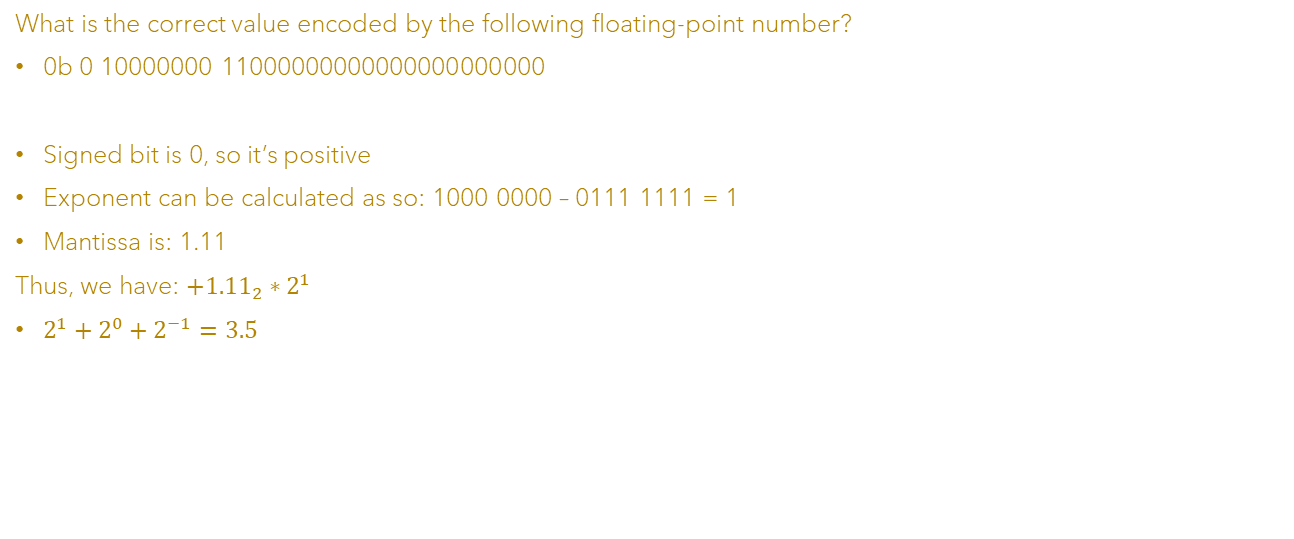 What is the correct value encoded by the following floating-point number?
• 0b 0 10000000 11000000000000000000000
• Signed bit is 0, so it’s positive
• Exponent can be calculated as so: 1000 0000 – 0111 1111 = 1
• Mantissa is: 1.11
Thus, we have: +1.11₂ ∗ 2¹
• 2¹ + 2⁰ + 2⁻¹ = 3.5